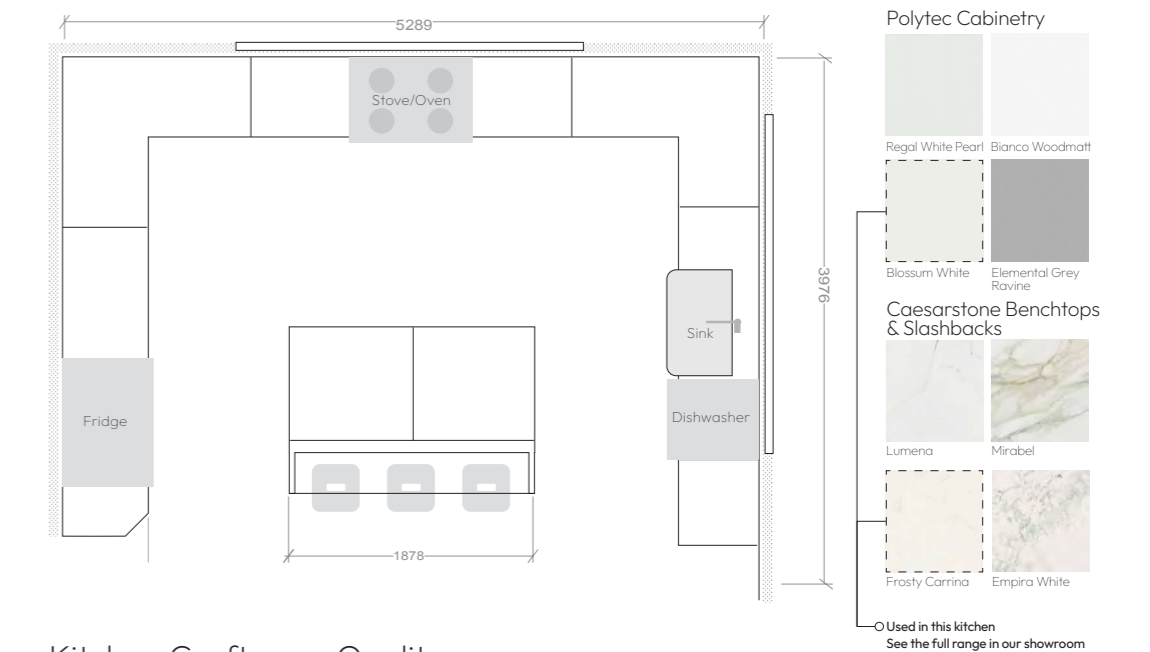 5289
Stove/Oven
3976
Sink
Fridge
Dishwasher
1878
Polytec Cabinetry
Regal White Pearl
Bianco Woodmatt
Blossum White
Elemental Grey
Ravine
Caesarstone Benchtops
& Slashbacks
Lumena
Mirabel
Frosty Carrina
Empira White
Used in this kitchen
See the full range in our showroom